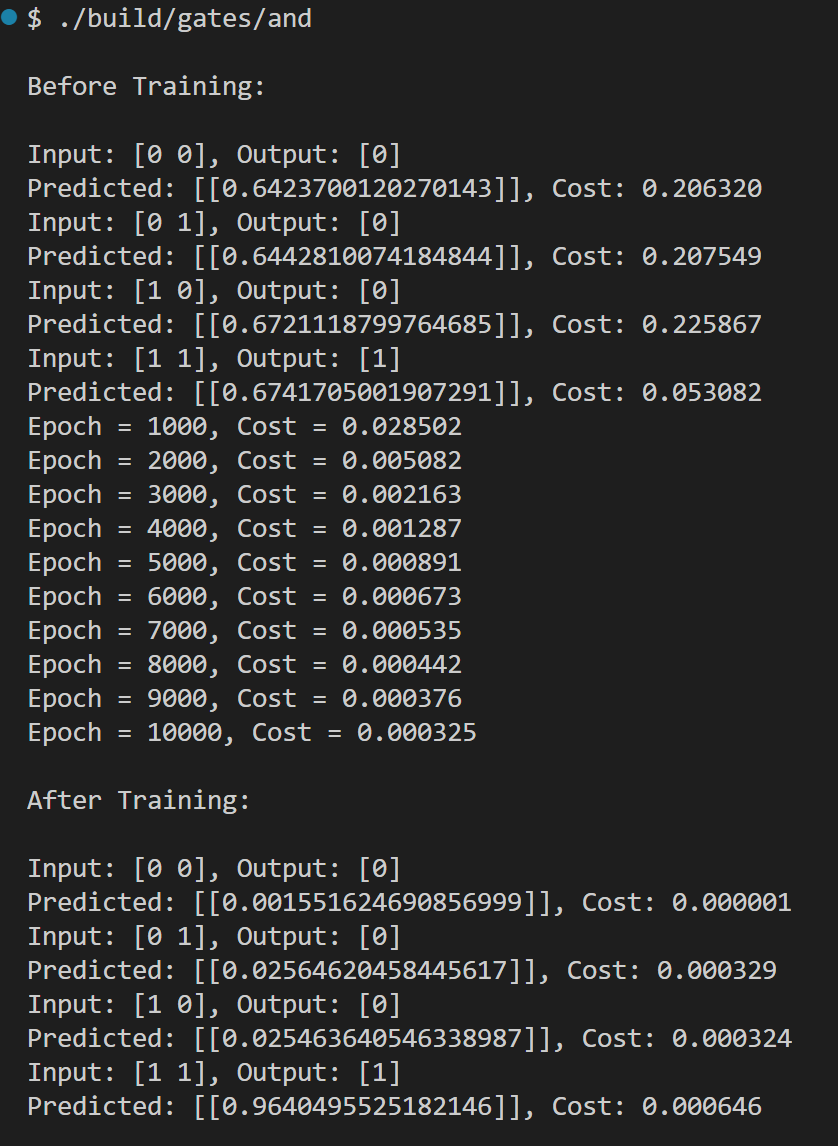 $ ./build/gates/and
Before Training:
Input: [0 0], Output: [0]
Predicted: [[0.6423700120270143]], Cost: 0.206320
Input: [0 1], Output: [0]
Predicted: [[0.6442810074184844]], Cost: 0.207549
Input: [1 0], Output: [0]
Predicted: [[0.6721118799764685]], Cost: 0.225867
Input: [1 1], Output: [1]
Predicted: [[0.6741705001907291]], Cost: 0.053082
Epoch = 1000, Cost = 0.028502
Epoch = 2000, Cost = 0.005082
Epoch = 3000, Cost = 0.002163
Epoch = 4000, Cost = 0.001287
Epoch = 5000, Cost = 0.000891
Epoch = 6000, Cost = 0.000673
Epoch = 7000, Cost = 0.000535
Epoch = 8000, Cost = 0.000442
Epoch = 9000, Cost = 0.000376
Epoch = 10000, Cost = 0.000325
After Training:
Input: [0 0], Output: [0]
Predicted: [[0.001551624690856999]], Cost: 0.000001
Input: [0 1], Output: [0]
Predicted: [[0.02564620458445617]], Cost: 0.000329
Input: [1 0], Output: [0]
Predicted: [[0.025463640546338987]], Cost: 0.000324
Input: [1 1], Output: [1]
Predicted: [[0.9640495525182146]], Cost: 0.000646